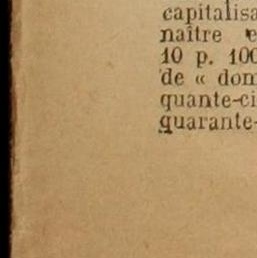 capitalisa
naître e
10 p. 100
de « dom
quante-ci
quarante-